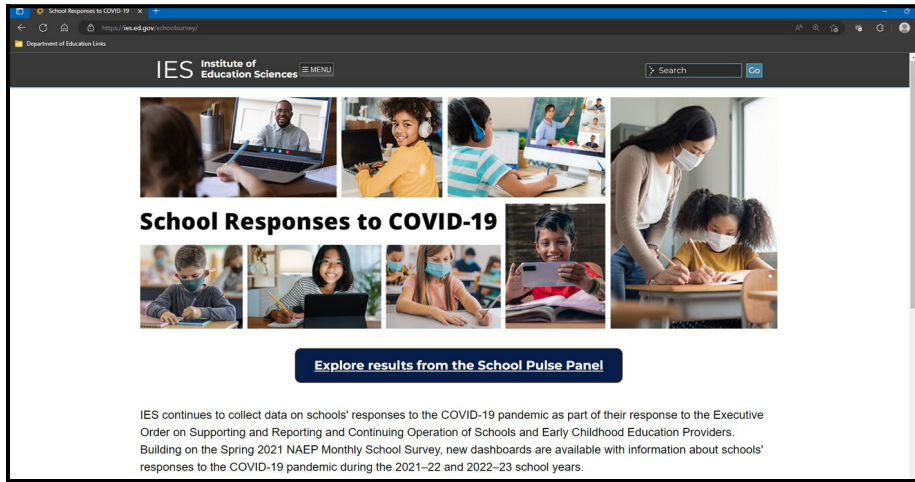 School Responses to COVID-19
https://ies.ed.gov/schoolsurvey/
Department of Education Links
IES Institute of
Education Sciences
≡ MENU
Search
Go
School Responses to COVID-19
Explore results from the School Pulse Panel
IES continues to collect data on schools' responses to the COVID-19 pandemic as part of their response to the Executive
Order on Supporting and Reporting and Continuing Operation of Schools and Early Childhood Education Providers.
Building on the Spring 2021 NAEP Monthly School Survey, new dashboards are available with information about schools'
responses to the COVID-19 pandemic during the 2021–22 and 2022–23 school years.